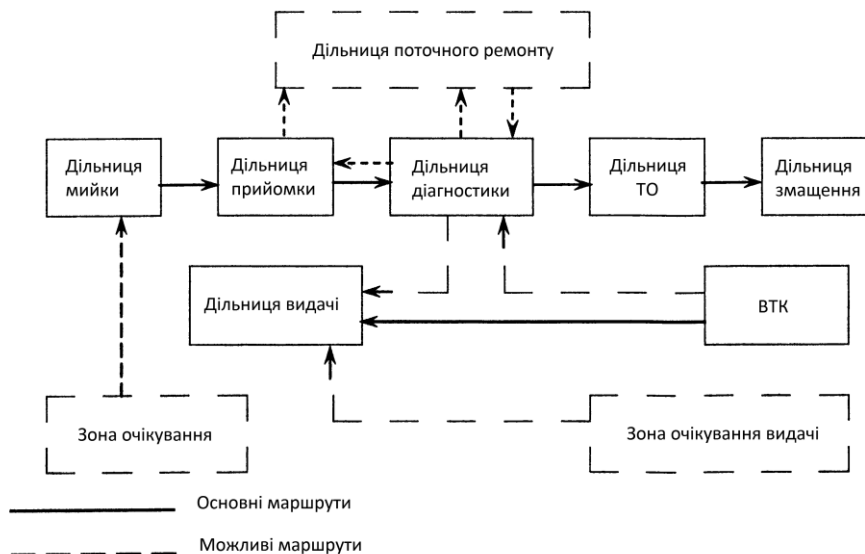 Дільниця поточного ремонту
Дільниця
мийки
Дільниця
прийомки
Дільниця
діагностики
Дільниця
ТО
Дільниця
змащення
Дільниця видачі
ВТК
Зона очікування
Зона очікування видачі
Основні маршрути
Можливі маршрути